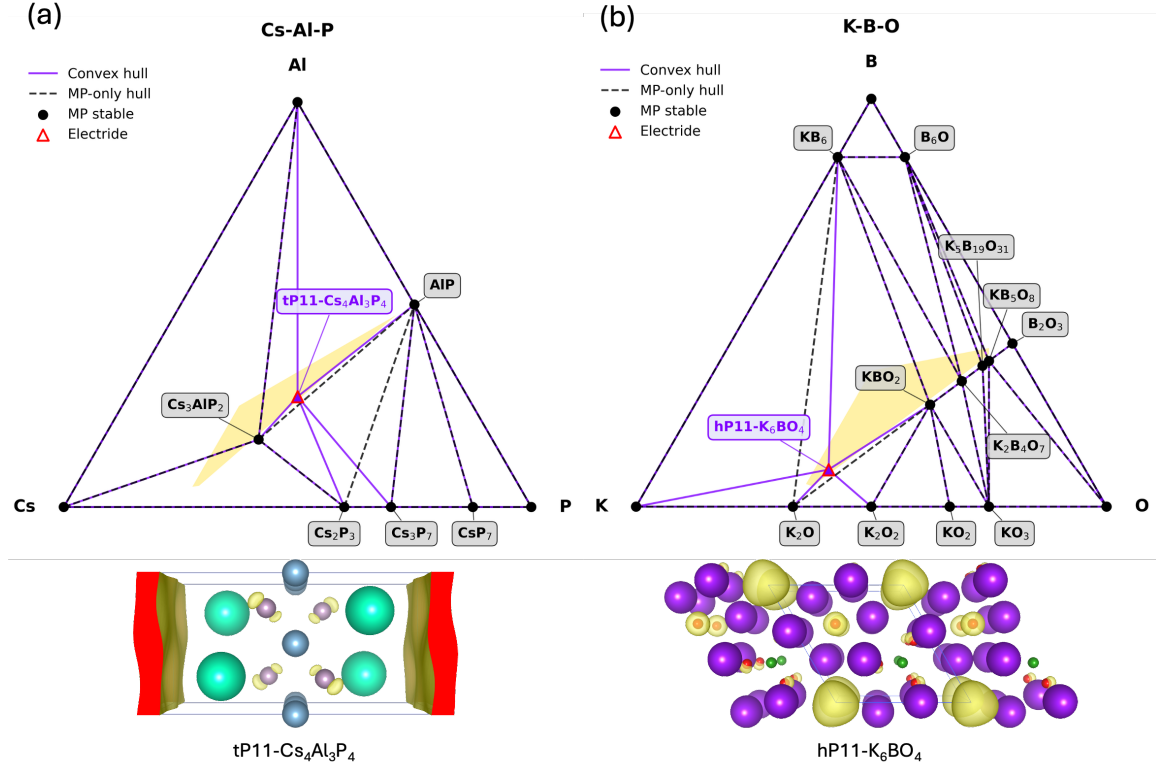 (a)
Cs-Al-P
Al
Convex hull
MP-only hull
MP stable
Electride
AlP
tP11-Cs₄Al₃P₄
Cs₃AlP₂
Cs
P
Cs₂P₃
Cs₃P₇
CsP₇
tP11-Cs₄Al₃P₄
(b)
K-B-O
B
Convex hull
MP-only hull
MP stable
Electride
KB₆
B₆O
K₅B₁₉O₃₁
KB₅O₈
B₂O₃
KBO₂
hP11-K₆BO₄
K₂B₄O₇
K
O
K₂O
K₂O₂
KO₂
KO₃
hP11-K₆BO₄